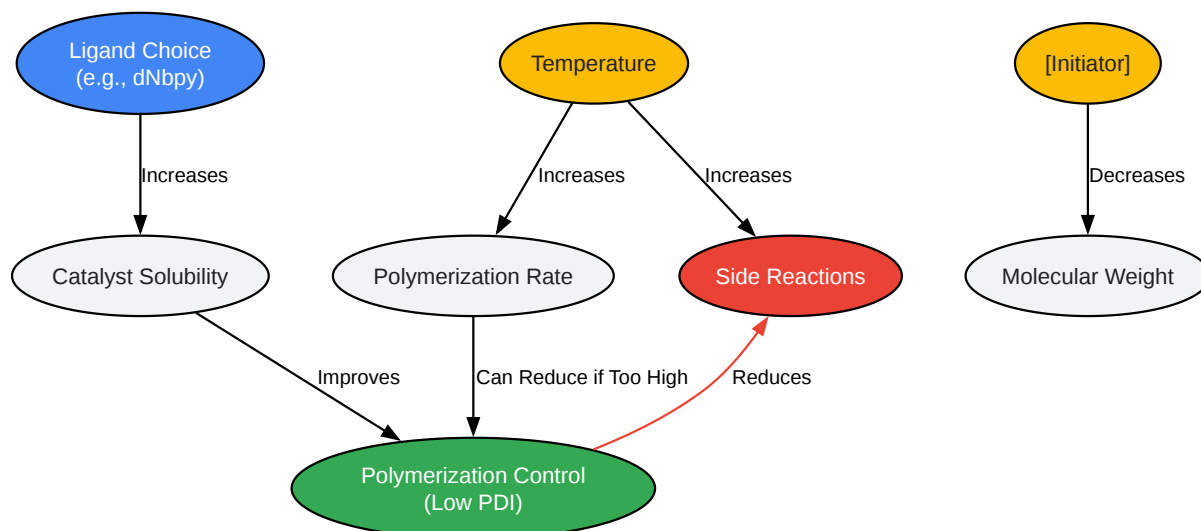 Ligand Choice
(e.g., dNbpy)
Temperature
[Initiator]
Increases
Increases
Increases
Decreases
Catalyst Solubility
Polymerization Rate
Side Reactions
Molecular Weight
Improves
Can Reduce if Too High
Reduces
Polymerization Control
(Low PDI)